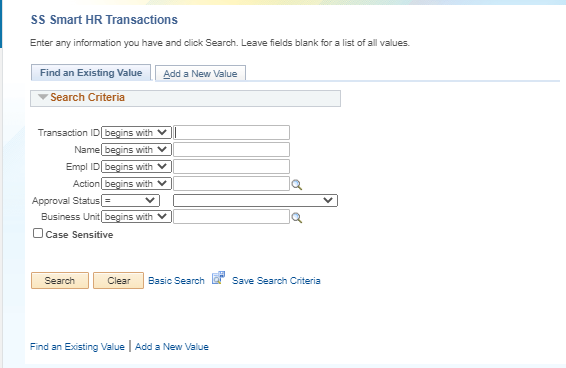 SS Smart HR Transactions
Enter any information you have and click Search. Leave fields blank for a list of all values.
Find an Existing Value Add a New Value
Search Criteria
Transaction ID begins with
Name begins with
Empl ID begins with
Action begins with
Approval Status =
Business Unit begins with
Case Sensitive
Search Clear Basic Search Save Search Criteria
Find an Existing Value | Add a New Value